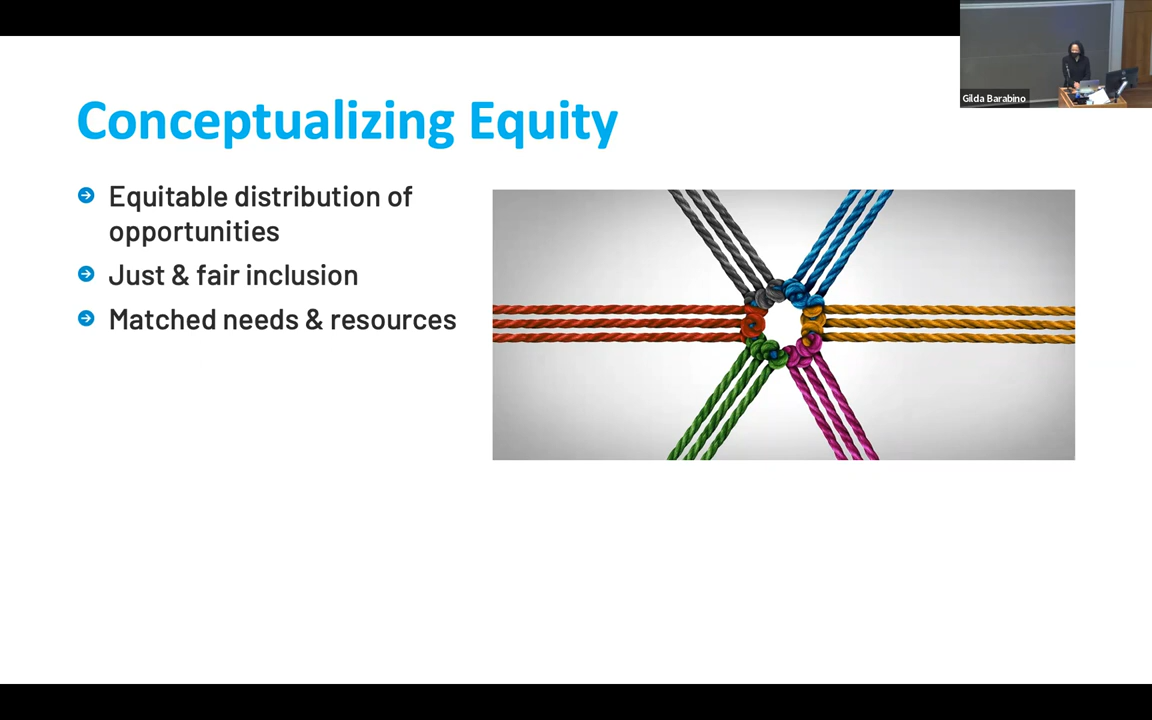 Gilda Barabino
Conceptualizing Equity
Equitable distribution of
opportunities
Just & fair inclusion
Matched needs & resources